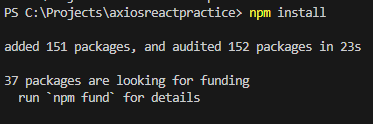 PS C:\Projects\axiosreactpractice> npm install
added 151 packages, and audited 152 packages in 23s
37 packages are looking for funding
  run `npm fund` for details